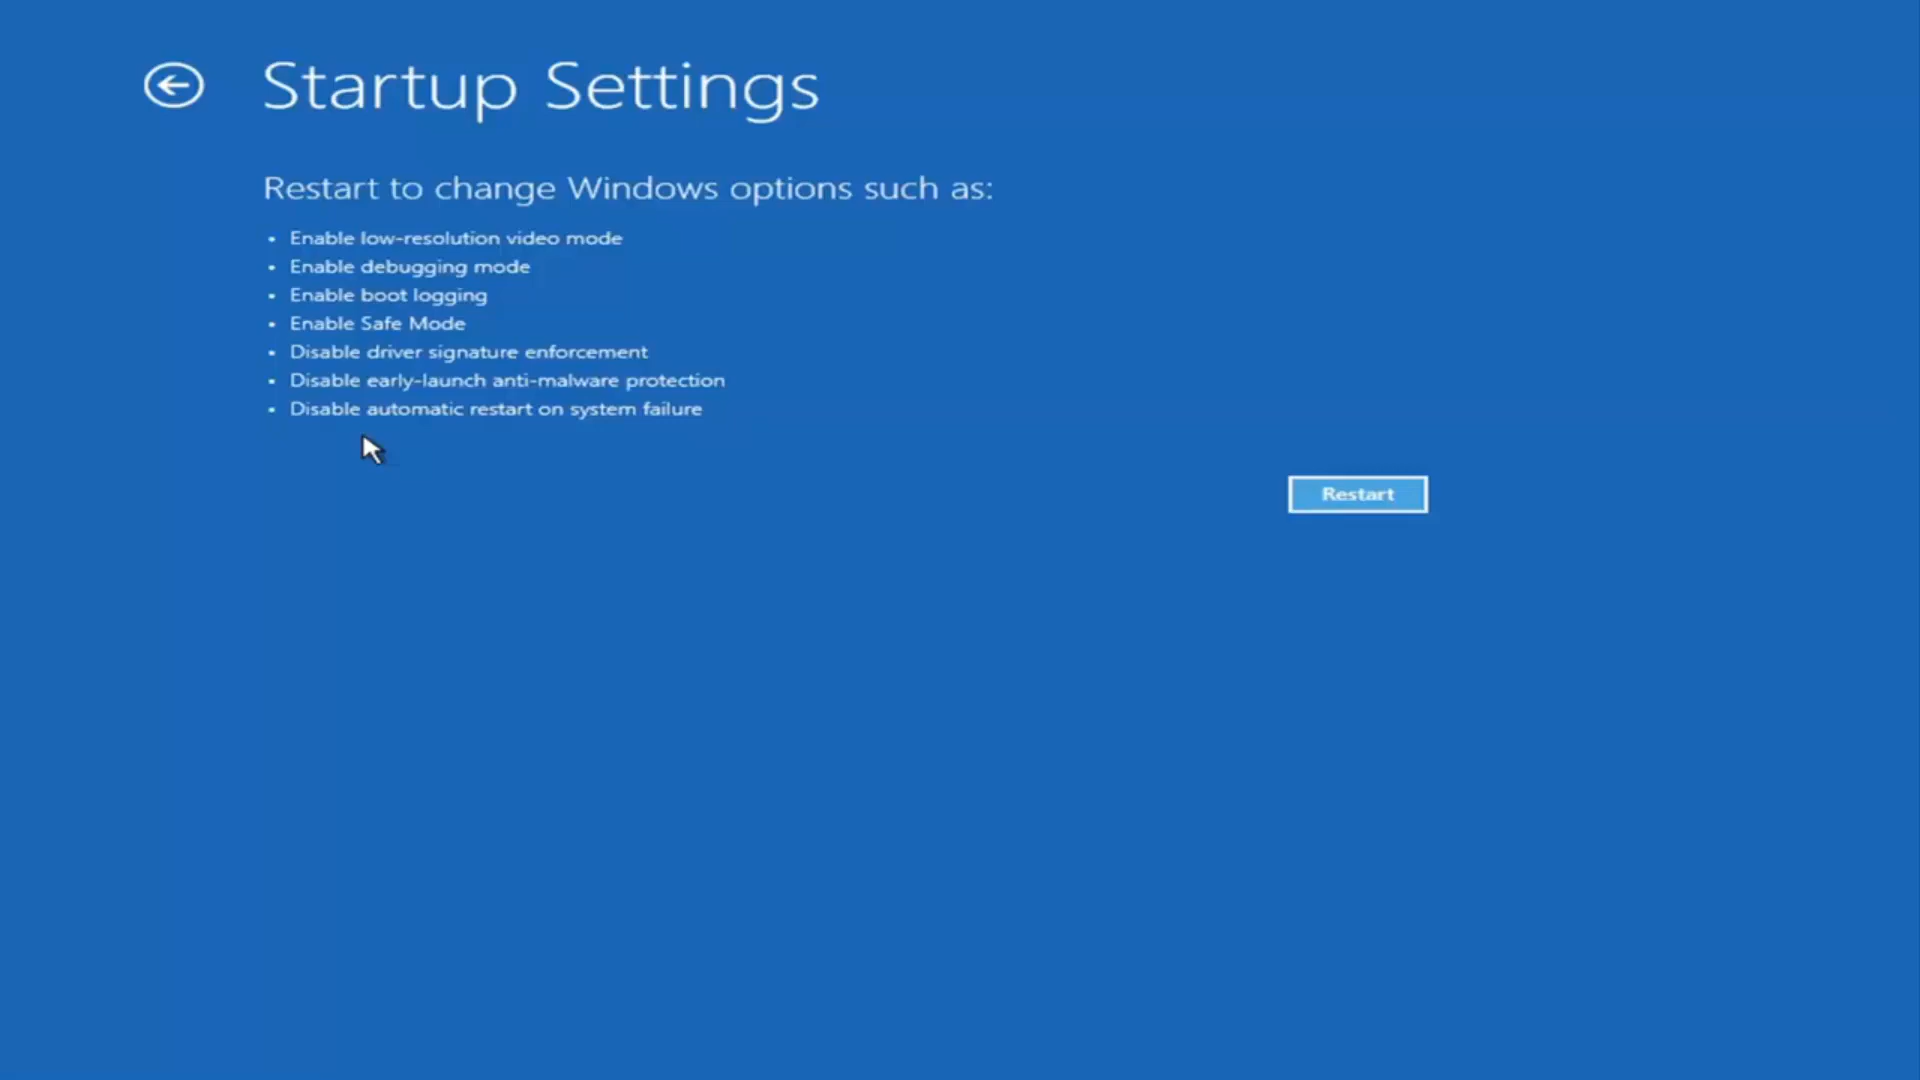 Startup Settings
Restart to change Windows options such as:
• Enable low-resolution video mode
• Enable debugging mode
• Enable boot logging
• Enable Safe Mode
• Disable driver signature enforcement
• Disable early-launch anti-malware protection
• Disable automatic restart on system failure
Restart